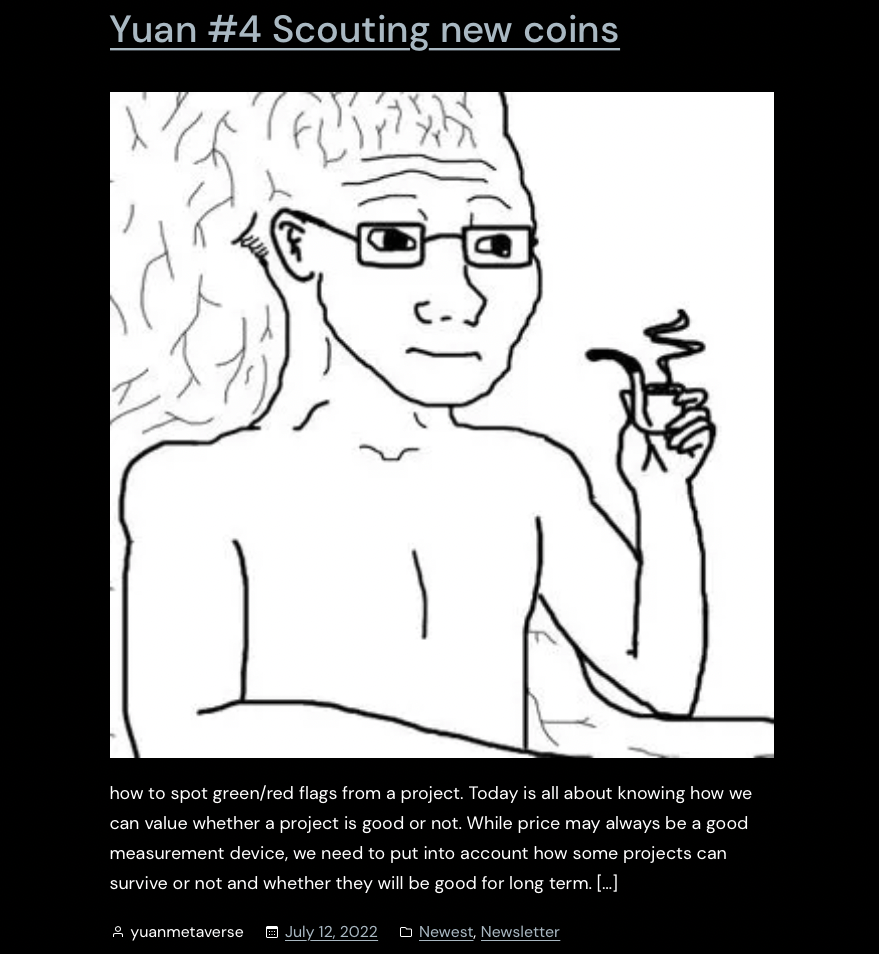 Yuan #4 Scouting new coins
how to spot green/red flags from a project. Today is all about knowing how we
can value whether a project is good or not. While price may always be a good
measurement device, we need to put into account how some projects can
survive or not and whether they will be good for long term. [...]
yuanmetaverse July 12, 2022 Newest, Newsletter